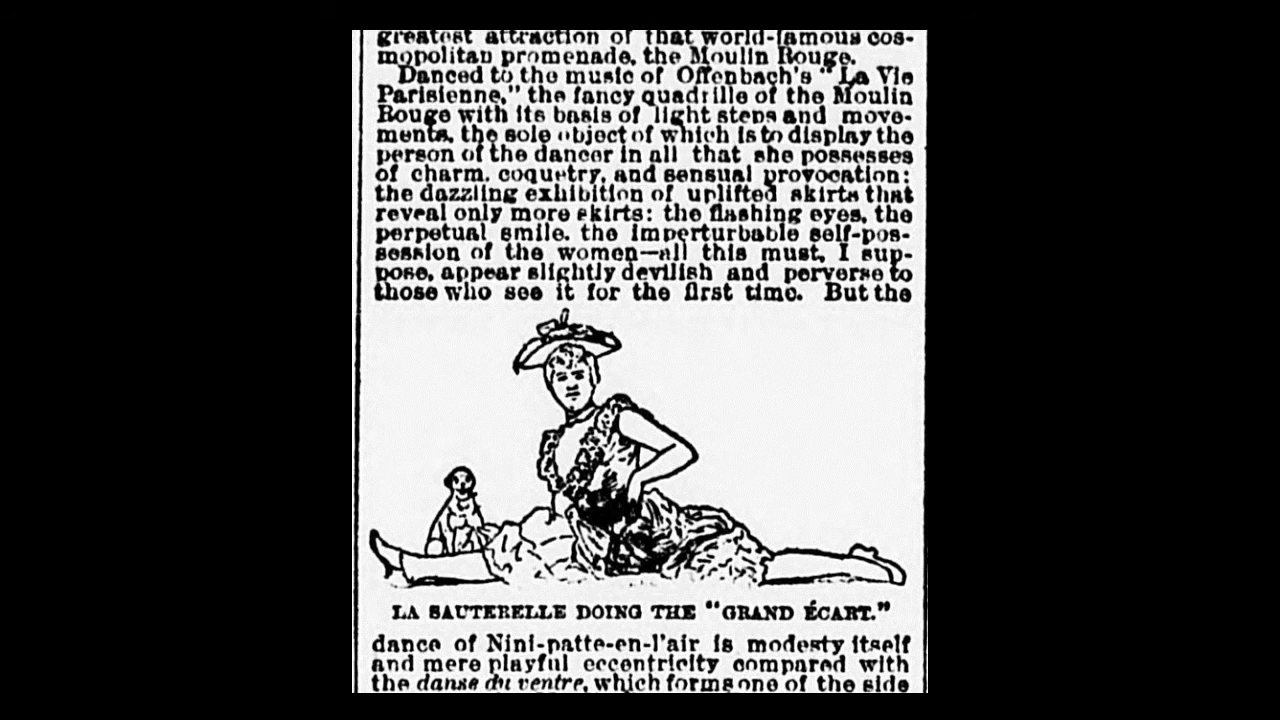 greatest attraction of that world-famous cos-
mopolitan promenade, the Moulin Rouge.
Danced to the music of Offenbach's "La Vie
Parisienne," the fancy quadrille of the Moulin
Rouge with its basis of light steps and move-
ments, the sole object of which is to display the
person of the dancer in all that she possesses
of charm, coquetry, and sensual provocation;
the dazzling exhibition of uplifted skirts that
reveal only more skirts; the flashing eyes, the
perpetual smile, the imperturbable self-pos-
session of the women—all this must, I sup-
pose, appear slightly devilish and perverse to
those who see it for the first time. But the
LA SAUTERELLE DOING THE "GRAND ÉCART."
dance of Nini-patte-en-l'air is modesty itself
and mere playful eccentricity compared with
the danse du ventre, which forms one of the side